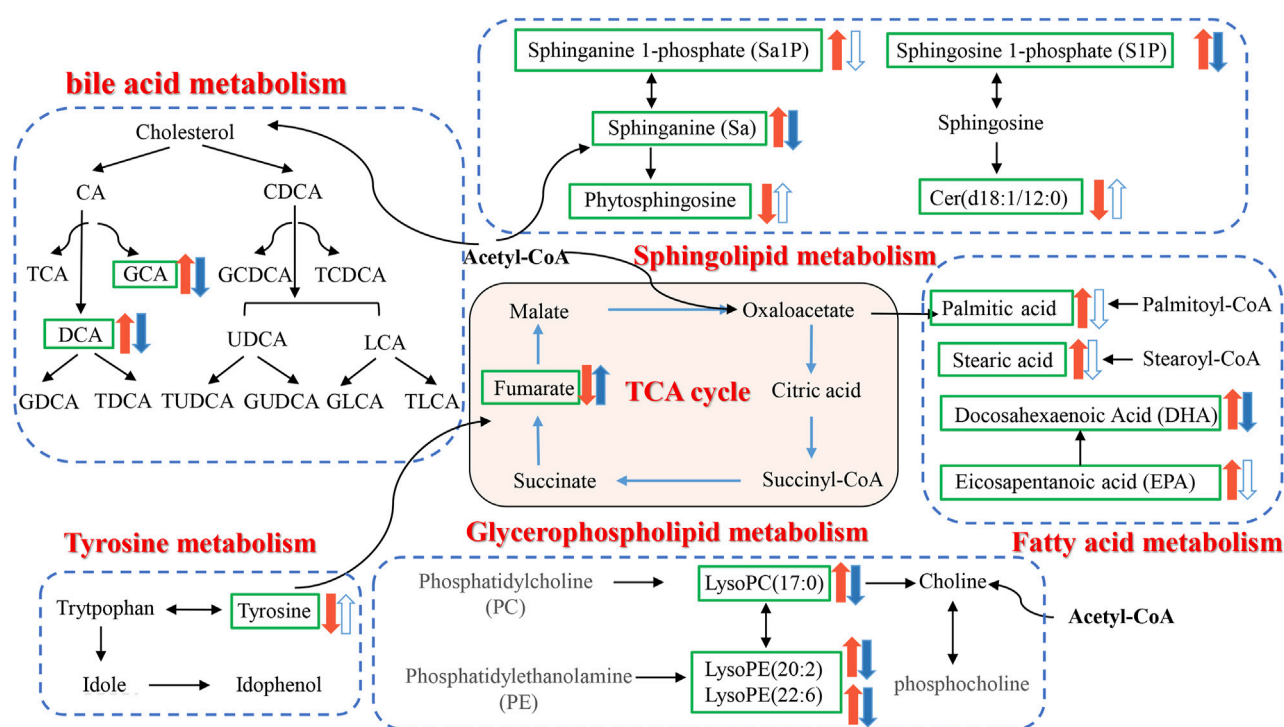 bile acid metabolism
Cholesterol
CA
CDCA
TCA
GCA
GCDCA
TCDCA
DCA
UDCA
LCA
GDCA
TDCA
TUDCA
GUDCA
GLCA
TLCA
Sphinganine 1-phosphate (Sa1P)
Sphingosine 1-phosphate (S1P)
Sphinganine (Sa)
Sphingosine
Phytosphingosine
Cer(d18:1/12:0)
Acetyl-CoA
Sphingolipid metabolism
Malate
Oxaloacetate
Fumarate
TCA cycle
Citric acid
Succinate
Succinyl-CoA
Palmitic acid
Palmitoyl-CoA
Stearic acid
Stearoyl-CoA
Docosahexaenoic Acid (DHA)
Eicosapentanoic acid (EPA)
Fatty acid metabolism
Tyrosine metabolism
Trytpophan
Tyrosine
Idole
Idophenol
Glycerophospholipid metabolism
Phosphatidylcholine
(PC)
LysoPC(17:0)
Choline
Acetyl-CoA
Phosphatidylethanolamine
(PE)
LysoPE(20:2)
LysoPE(22:6)
phosphocholine